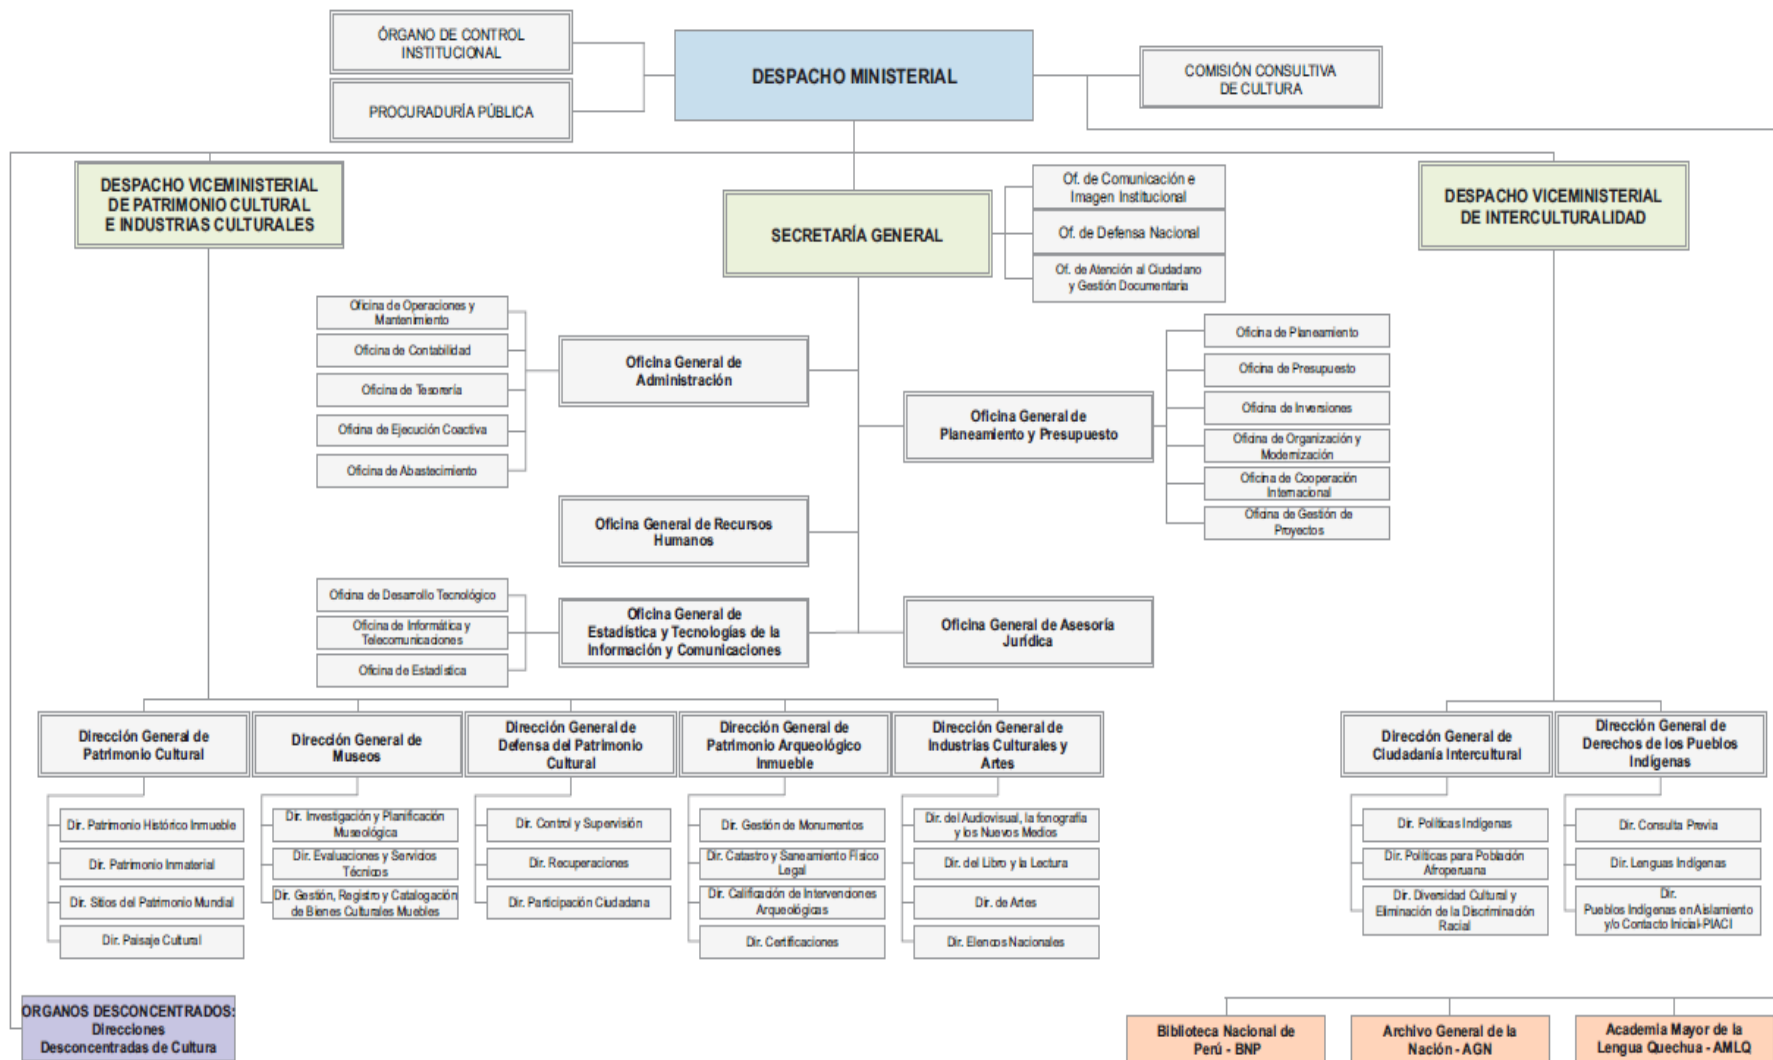 ÓRGANO DE CONTROL
INSTITUCIONAL
PROCURADURÍA PÚBLICA
DESPACHO MINISTERIAL
COMISIÓN CONSULTIVA
DE CULTURA
DESPACHO VICEMINISTERIAL
DE PATRIMONIO CULTURAL
E INDUSTRIAS CULTURALES
SECRETARÍA GENERAL
Of. de Comunicación e
Imagen Institucional
Of. de Defensa Nacional
Of. de Atención al Ciudadano
y Gestión Documentaria
DESPACHO VICEMINISTERIAL
DE INTERCULTURALIDAD
Oficina de Operaciones y
Mantenimiento
Oficina de Contabilidad
Oficina de Tesorería
Oficina de Ejecución Coactiva
Oficina de Abastecimiento
Oficina General de
Administración
Oficina General de
Planeamiento y Presupuesto
Oficina de Planeamiento
Oficina de Presupuesto
Oficina de Inversiones
Oficina de Organización y
Modernización
Oficina de Cooperación
Internacional
Oficina de Gestión de
Proyectos
Oficina General de Recursos
Humanos
Oficina de Desarrollo Tecnológico
Oficina de Informática y
Telecomunicaciones
Oficina de Estadística
Oficina General de
Estadística y Tecnologías de la
Información y Comunicaciones
Oficina General de Asesoría
Jurídica
Dirección General de
Patrimonio Cultural
Dir. Patrimonio Histórico Inmueble
Dir. Patrimonio Inmaterial
Dir. Sitios del Patrimonio Mundial
Dir. Paisaje Cultural
Dirección General de
Museos
Dir. Investigación y Planificación
Museológica
Dir. Evaluaciones y Servicios
Técnicos
Dir. Gestión, Registro y Catalogación
de Bienes Culturales Muebles
Dirección General de
Defensa del Patrimonio
Cultural
Dir. Control y Supervisión
Dir. Recuperaciones
Dir. Participación Ciudadana
Dirección General de
Patrimonio Arqueológico
Inmueble
Dir. Gestión de Monumentos
Dir. Catastro y Saneamiento Físico
Legal
Dir. Calificación de Intervenciones
Arqueológicas
Dir. Certificaciones
Dirección General de
Industrias Culturales y
Artes
Dir. del Audiovisual, la fonografía
y los Nuevos Medios
Dir. del Libro y la Lectura
Dir. de Artes
Dir. Elencos Nacionales
Dirección General de
Ciudadanía Intercultural
Dir. Políticas Indígenas
Dir. Políticas para Población
Afroperuana
Dir. Diversidad Cultural y
Eliminación de la Discriminación
Racial
Dirección General de
Derechos de los Pueblos
Indígenas
Dir. Consulta Previa
Dir. Lenguas Indígenas
Dir.
Pueblos Indígenas en Aislamiento
y/o Contacto Inicial-PIACI
ORGANOS DESCONCENTRADOS:
Direcciones
Desconcentradas de Cultura
Biblioteca Nacional de
Perú - BNP
Archivo General de la
Nación - AGN
Academia Mayor de la
Lengua Quechua - AMLQ